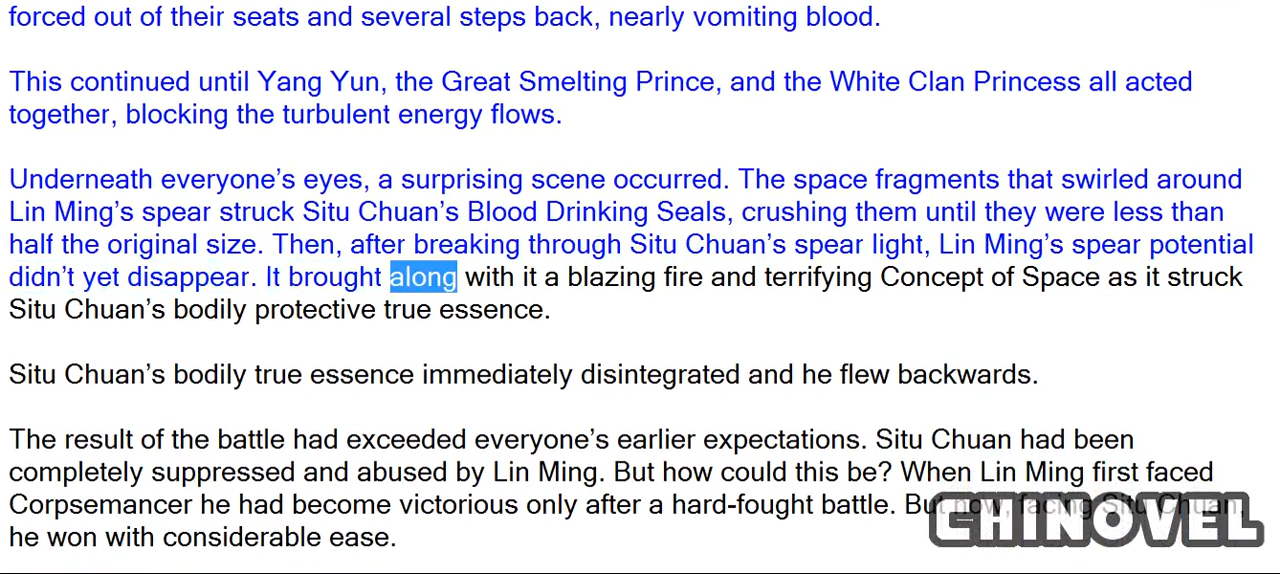 forced out of their seats and several steps back, nearly vomiting blood.
This continued until Yang Yun, the Great Smelting Prince, and the White Clan Princess all acted
together, blocking the turbulent energy flows.
Underneath everyone’s eyes, a surprising scene occurred. The space fragments that swirled around
Lin Ming’s spear struck Situ Chuan’s Blood Drinking Seals, crushing them until they were less than
half the original size. Then, after breaking through Situ Chuan’s spear light, Lin Ming’s spear potential
didn’t yet disappear. It brought along with it a blazing fire and terrifying Concept of Space as it struck
Situ Chuan’s bodily protective true essence.
Situ Chuan’s bodily true essence immediately disintegrated and he flew backwards.
The result of the battle had exceeded everyone’s earlier expectations. Situ Chuan had been
completely suppressed and abused by Lin Ming. But how could this be? When Lin Ming first faced
Corpsemancer he had become victorious only after a hard-fought battle. But now, facing Situ Chuan,
he won with considerable ease.
CHINOVEL